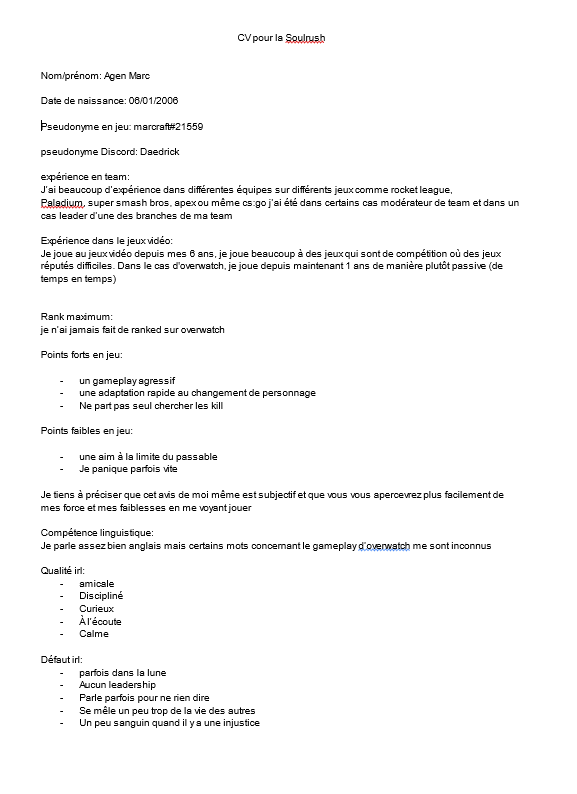 CV pour la Soulrush
Nom/prénom: Agen Marc
Date de naissance: 06/01/2006
Pseudonyme en jeu: marcraft#21559
pseudonyme Discord: Daedrick
expérience en team:
J'ai beaucoup d'expérience dans différentes équipes sur différents jeux comme rocket league,
Paladium, super smash bros, apex ou même cs:go j'ai été dans certains cas modérateur de team et dans un
cas leader d'une des branches de ma team
Expérience dans le jeux vidéo:
Je joue au jeux vidéo depuis mes 6 ans, je joue beaucoup à des jeux qui sont de compétition où des jeux
réputés difficiles. Dans le cas d'overwatch, je joue depuis maintenant 1 ans de manière plutôt passive (de
temps en temps)
Rank maximum:
je n'ai jamais fait de ranked sur overwatch
Points forts en jeu:
- un gameplay agressif
- une adaptation rapide au changement de personnage
- Ne part pas seul chercher les kill
Points faibles en jeu:
- une aim à la limite du passable
- Je panique parfois vite
Je tiens à préciser que cet avis de moi même est subjectif et que vous vous apercevrez plus facilement de
mes force et mes faiblesses en me voyant jouer
Compétence linguistique:
Je parle assez bien anglais mais certains mots concernant le gameplay d'overwatch me sont inconnus
Qualité irl:
- amicale
- Discipliné
- Curieux
- À l'écoute
- Calme
Défaut irl:
- parfois dans la lune
- Aucun leadership
- Parle parfois pour ne rien dire
- Se mêle un peu trop de la vie des autres
- Un peu sanguin quand il y a une injustice